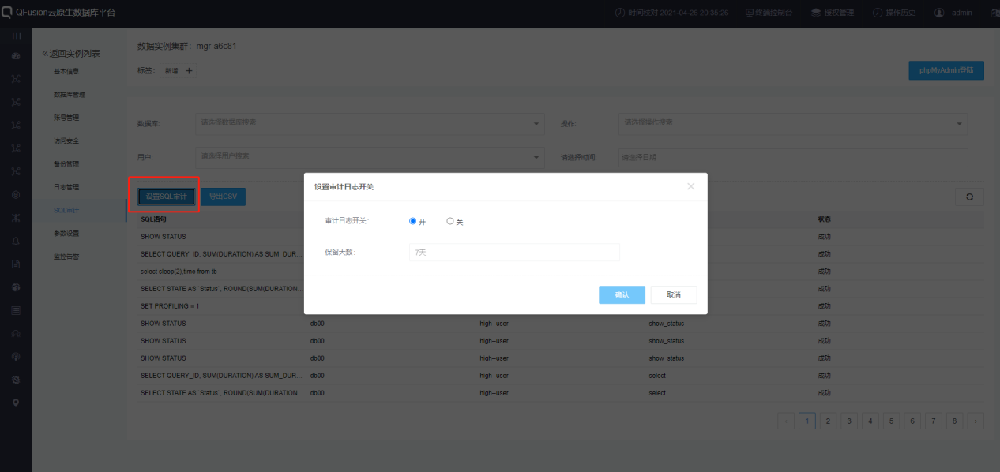 QFusion云原生数据库平台
时间校对 2021-04-26 20:35:26
终端控制台
授权管理
操作历史
admin
«返回实例列表
基本信息
数据库管理
账号管理
访问安全
备份管理
日志管理
SQL审计
参数设置
监控告警
数据实例集群：mgr-a6c81
标签： 新增 +
phpMyAdmin登陆
数据库: 请选择数据库搜索
操作: 请选择操作搜索
用户: 请选择用户搜索
请选择时间 请选择日期
设置SQL审计 导出CSV
设置审计日志开关
审计日志开关: 开 关
保留天数: 7天
确认 取消
SQL语句 状态
SHOW STATUS 成功
SELECT QUERY_ID, SUM(DURATION) AS SUM_DUR... 成功
select sleep(2),time from tb 成功
SELECT STATE AS `Status`, ROUND(SUM(DURATION... 成功
SET PROFILING = 1 成功
SHOW STATUS db00 high--user show_status 成功
SHOW STATUS db00 high--user show_status 成功
SHOW STATUS db00 high--user show_status 成功
SELECT QUERY_ID, SUM(DURATION) AS SUM_DUR... db00 high--user select 成功
SELECT STATE AS `Status`, ROUND(SUM(DURATION... db00 high--user select 成功
‹ 1 2 3 4 5 6 7 8 ›